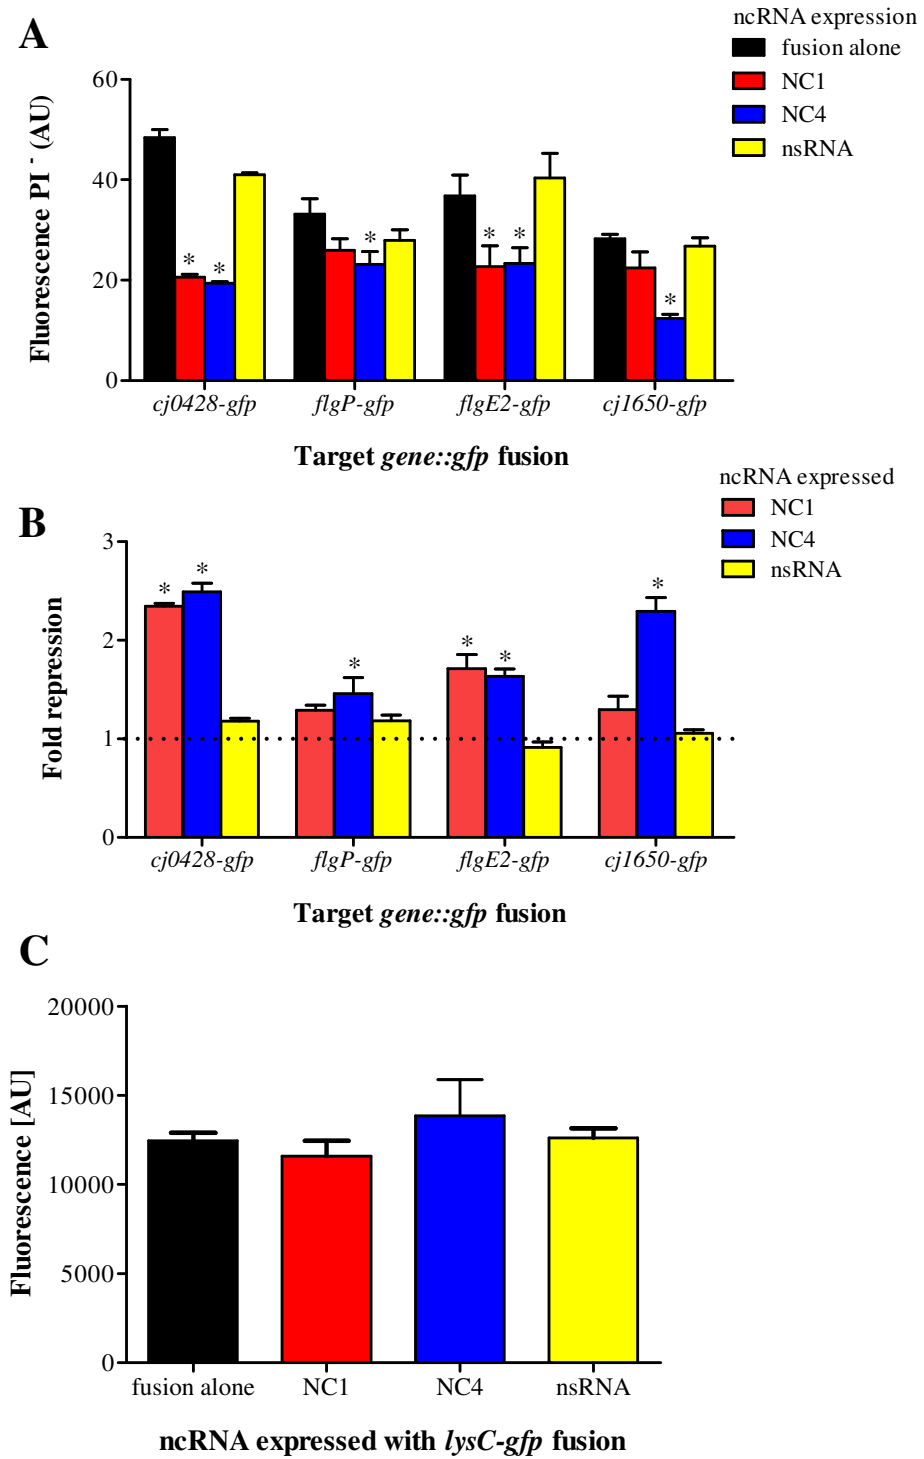 A
ncRNA expression
fusion alone
NC1
NC4
nsRNA
Fluorescence PI - (AU)
60
40
20
0
* * * * * *
cj0428-gfp flgP-gfp flgE2-gfp cj1650-gfp
Target gene::gfp fusion
B
ncRNA expressed
NC1
NC4
nsRNA
Fold repression
3
2
1
0
* * * * * *
cj0428-gfp flgP-gfp flgE2-gfp cj1650-gfp
Target gene::gfp fusion
C
Fluorescence [AU]
20000
15000
10000
5000
0
fusion alone NC1 NC4 nsRNA
ncRNA expressed with lysC-gfp fusion